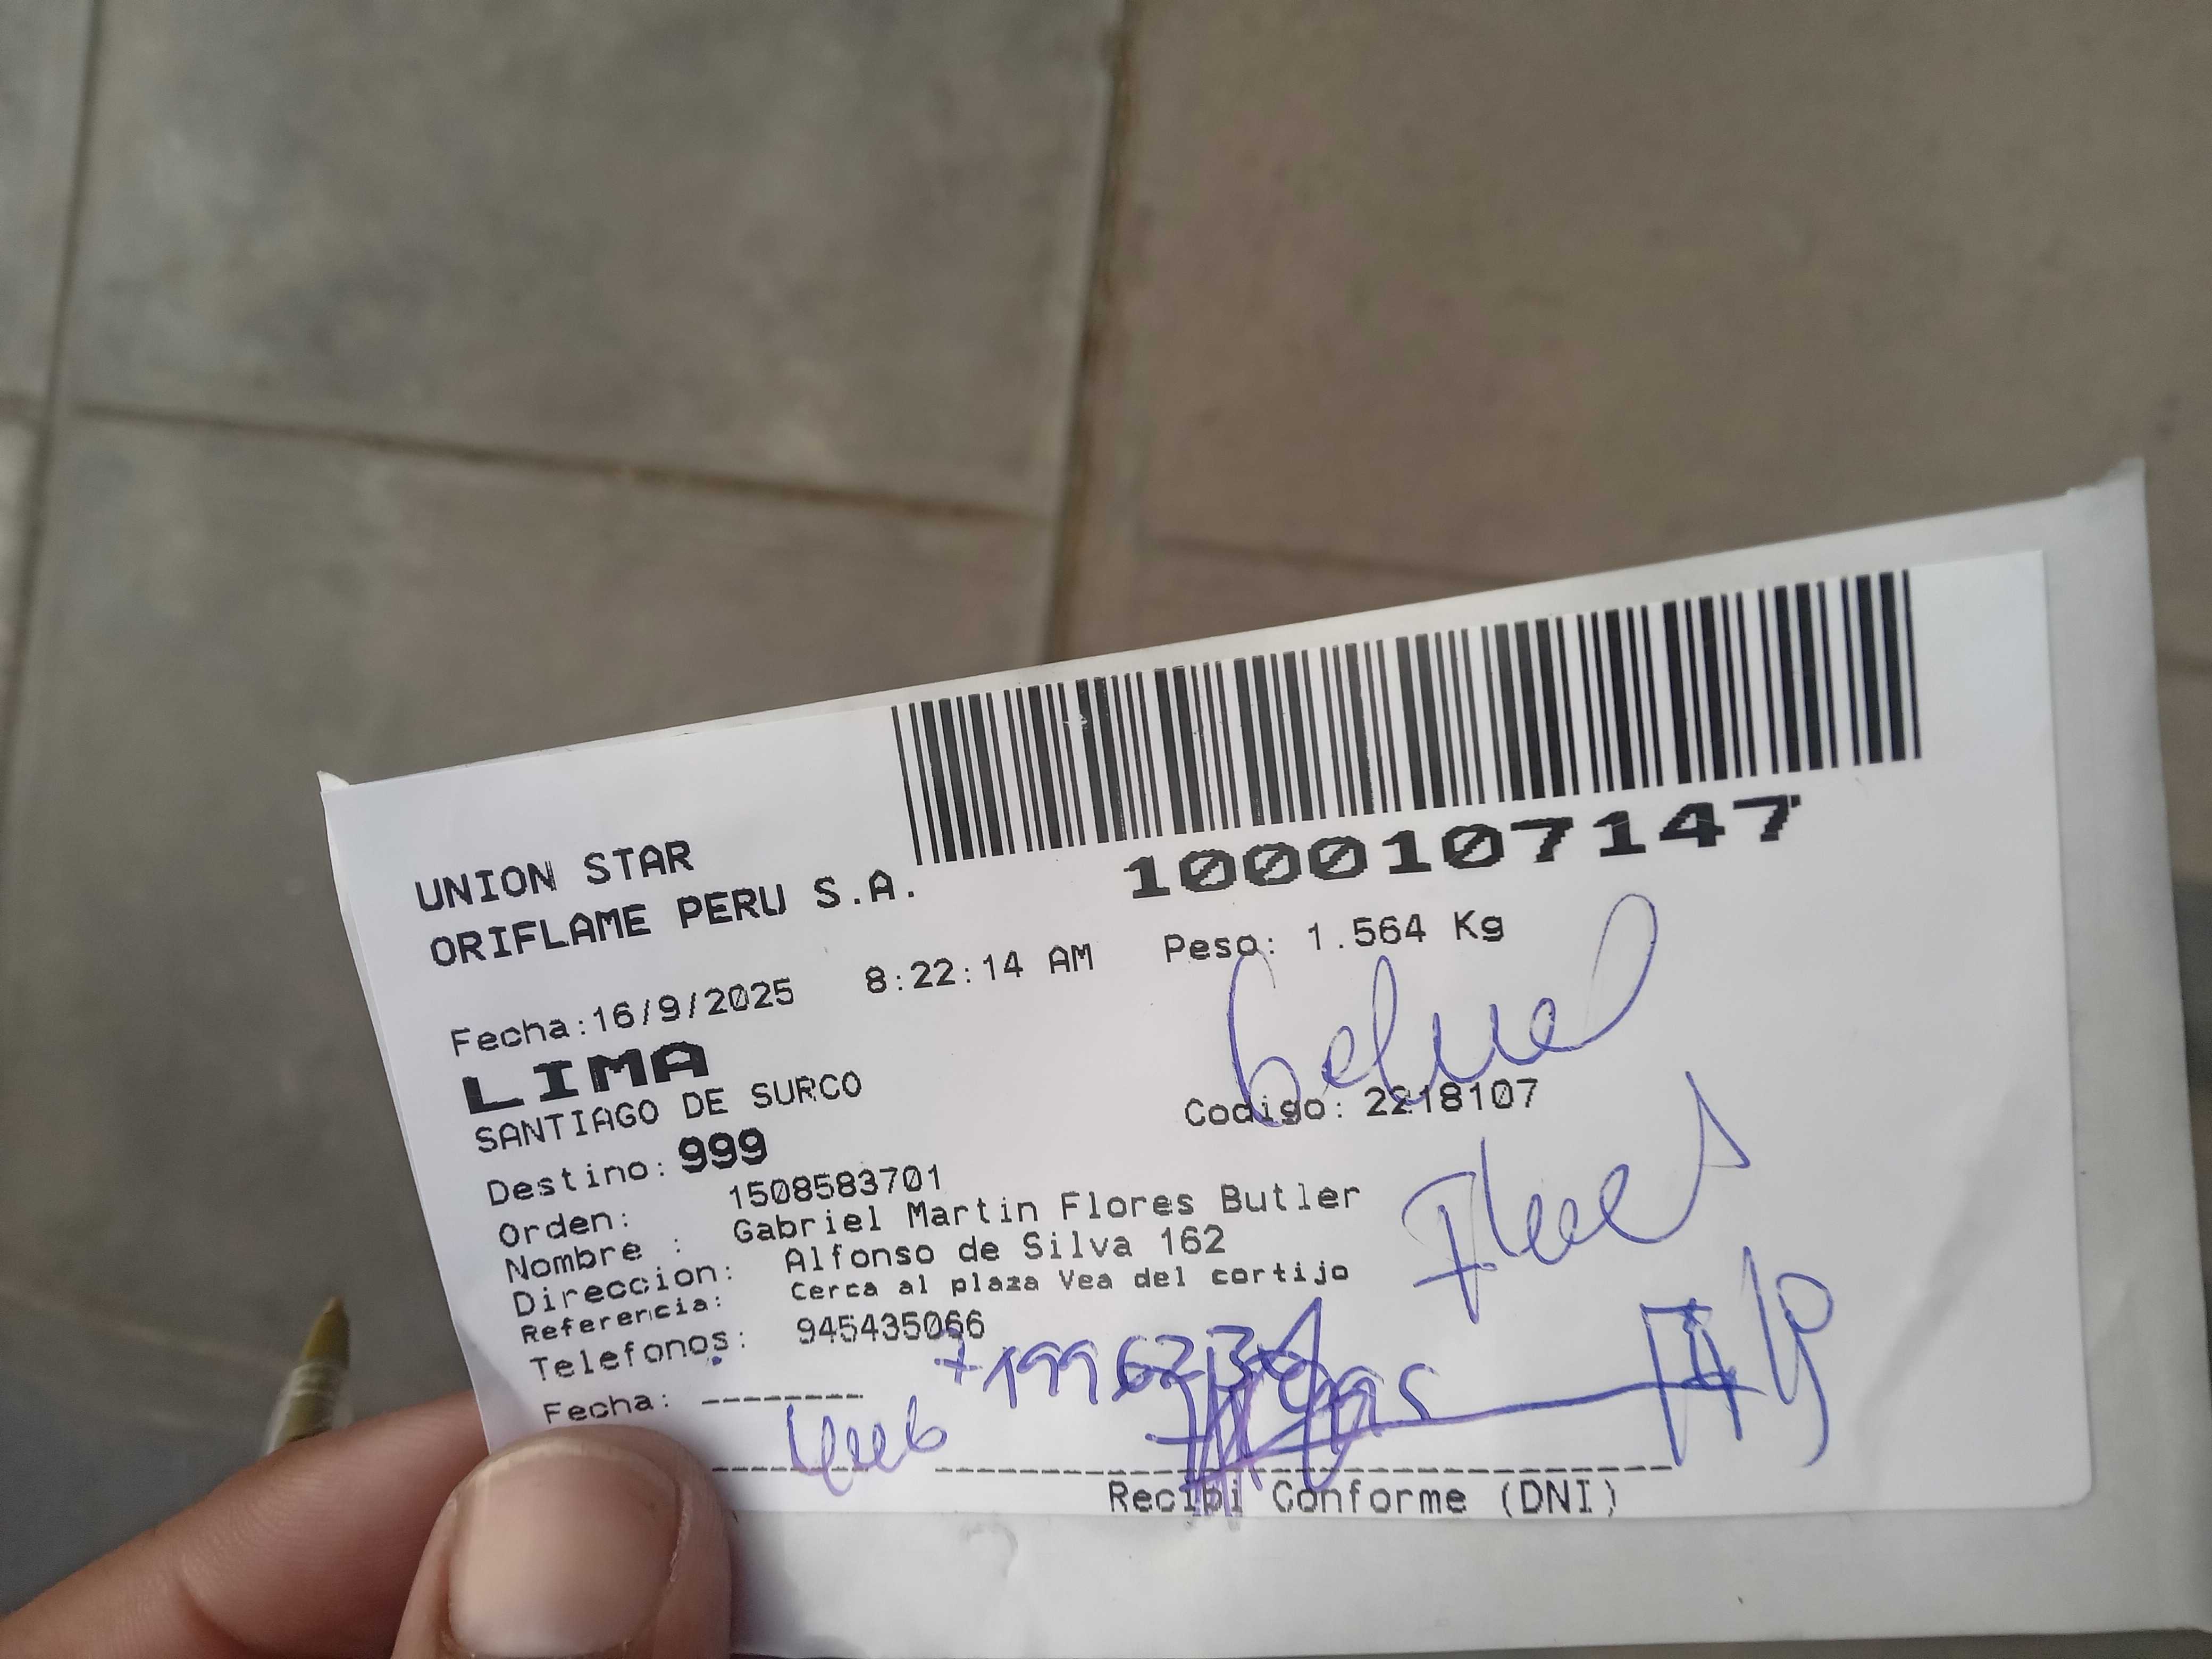 1000107147
UNION STAR
ORIFLAME PERU S.A.
Fecha:16/9/2025 8:22:14 AM Peso: 1.564 Kg
LIMA
SANTIAGO DE SURCO
Codigo: 2218107
Destino: 999
Orden: 1508583701
Nombre : Gabriel Martin Flores Butler
Direccion: Alfonso de Silva 162
Referencia: Cerca al plaza Vea del cortijo
Telefonos: 945435066
Fecha: --------
Recibi Conforme (DNI)